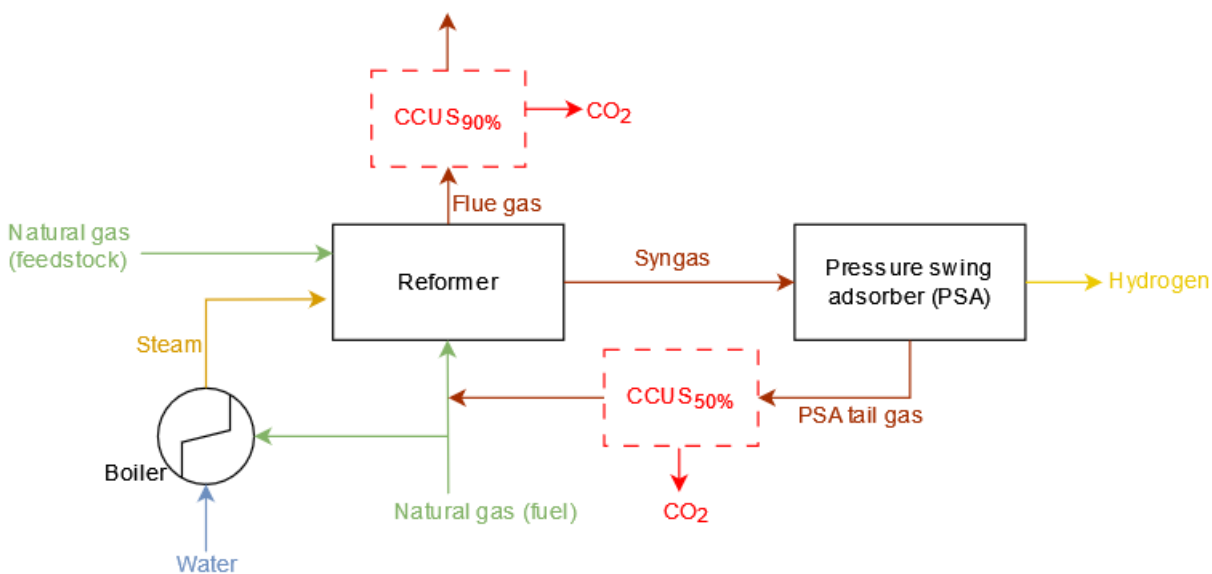 CCUS90%
CO2
Flue gas
Natural gas
(feedstock)
Reformer
Syngas
Pressure swing
adsorber (PSA)
Hydrogen
Steam
CCUS50%
PSA tail gas
Boiler
Natural gas (fuel)
CO2
Water